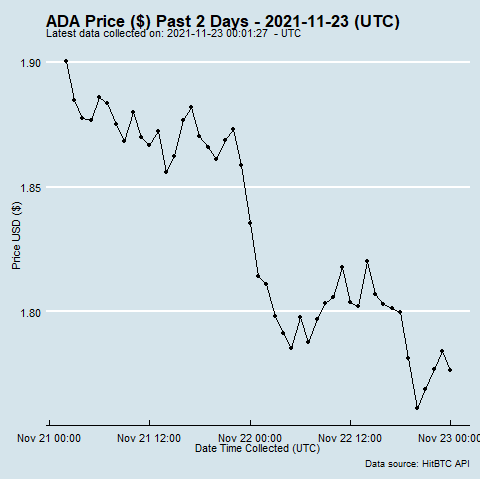 ADA Price ($) Past 2 Days - 2021-11-23 (UTC)
Latest data collected on: 2021-11-23 00:01:27  - UTC
1.90
1.85
1.80
Price USD ($)
Nov 21 00:00 Nov 21 12:00 Nov 22 00:00 Nov 22 12:00 Nov 23 00:00
Date Time Collected (UTC)
Data source: HitBTC API